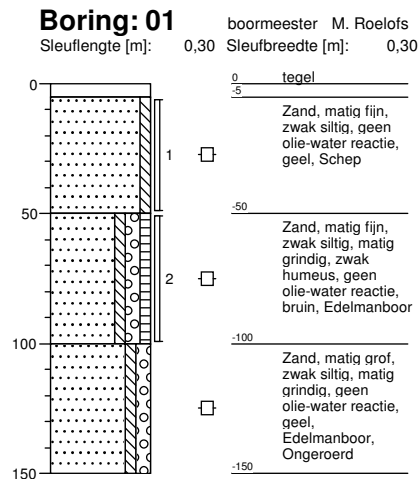 Boring: 01 boormeester M. Roelofs
Sleuflengte [m]: 0,30 Sleufbreedte [m]: 0,30
0
50
100
150
1
2
0 tegel
-5
Zand, matig fijn,
zwak siltig, geen
olie-water reactie,
geel, Schep
-50
Zand, matig fijn,
zwak siltig, matig
grindig, zwak
humeus, geen
olie-water reactie,
bruin, Edelmanboor
-100
Zand, matig grof,
zwak siltig, matig
grindig, geen
olie-water reactie,
geel,
Edelmanboor,
Ongeroerd
-150